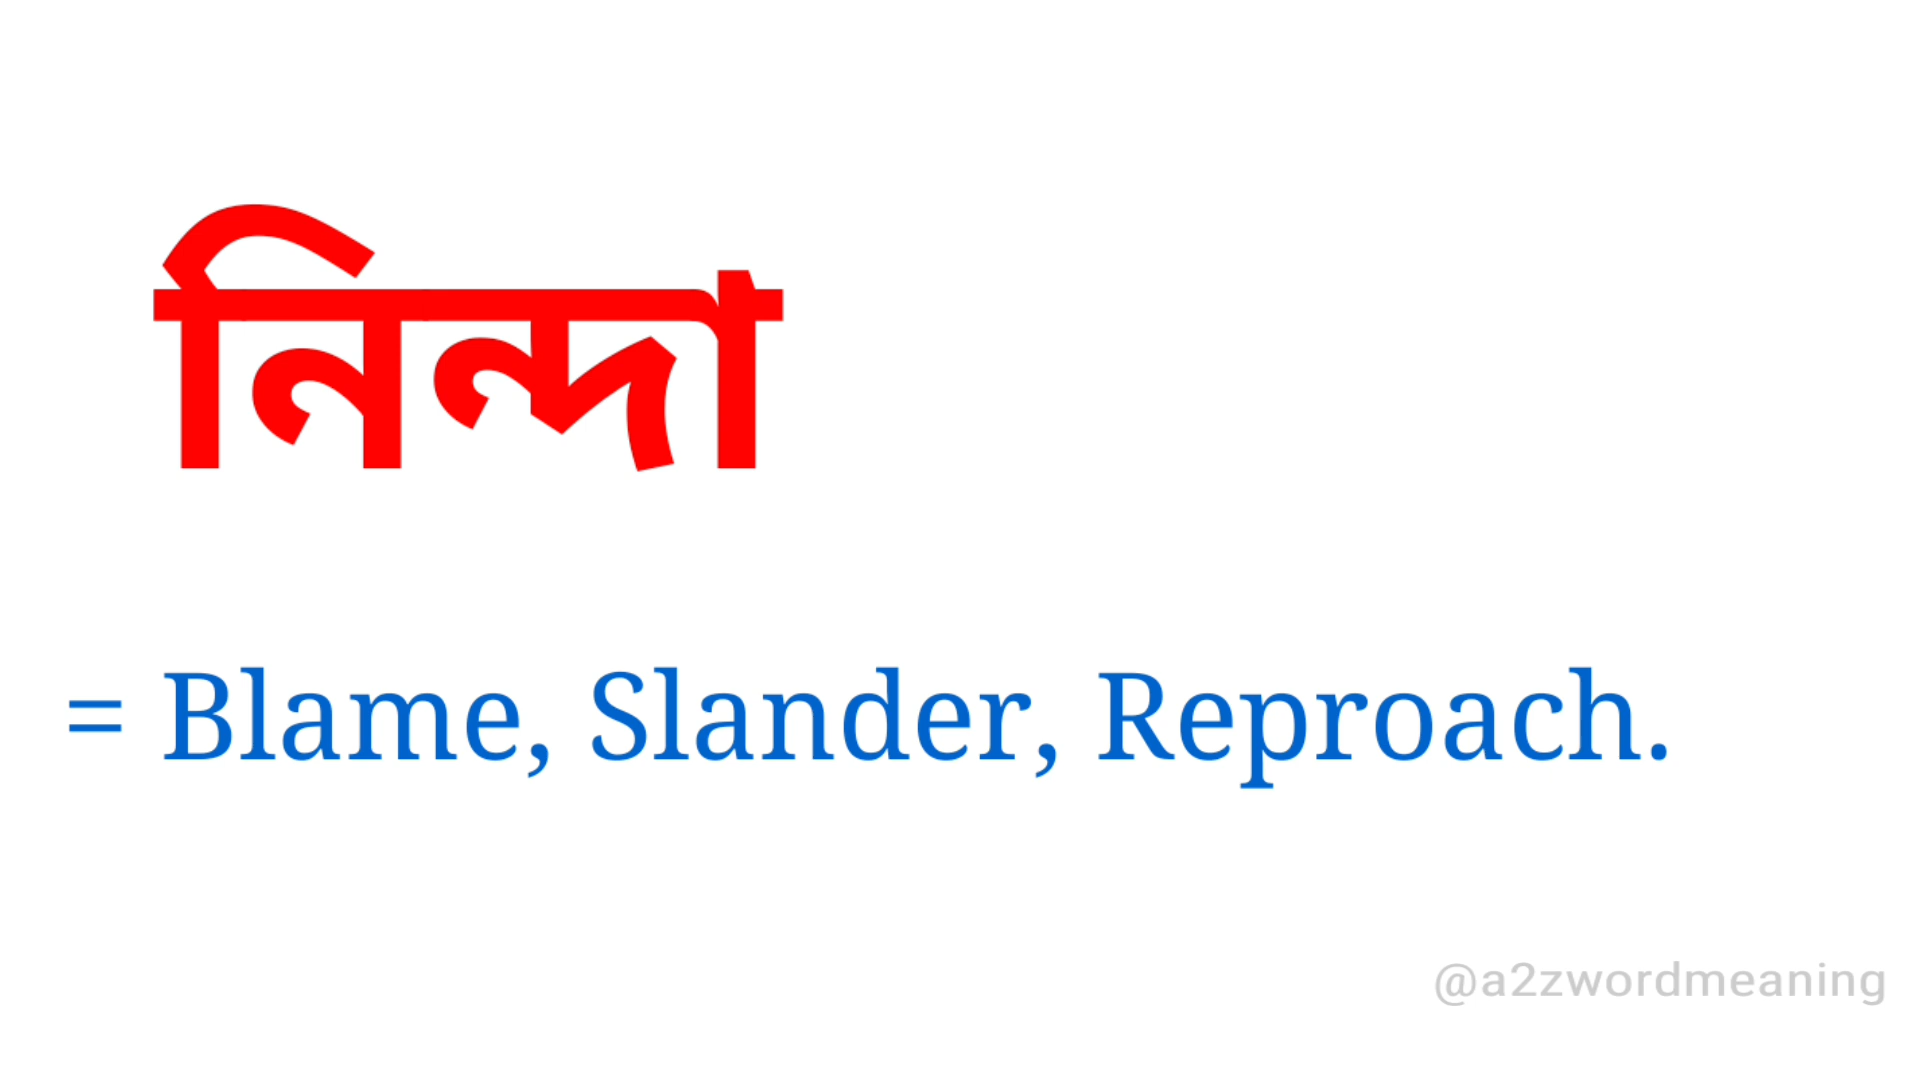 নিন্দা
= Blame, Slander, Reproach.
@a2zwordmeaning